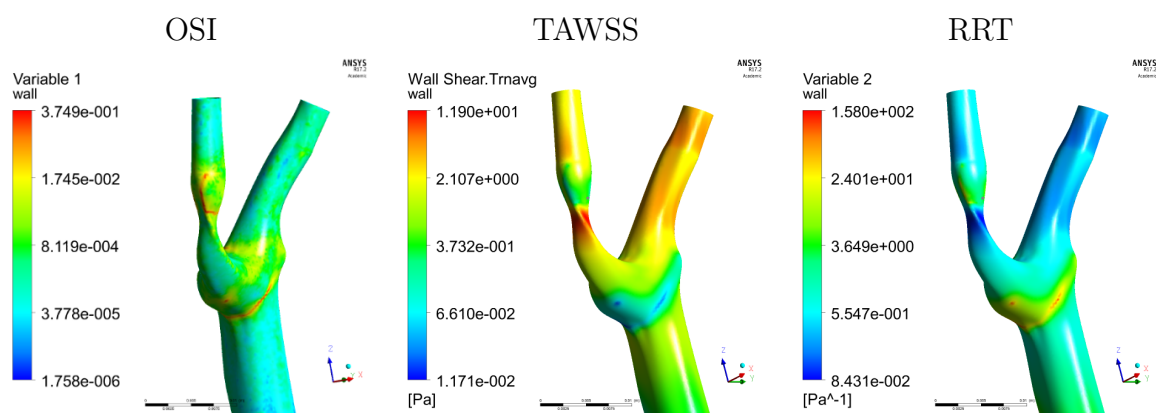 OSI
TAWSS
RRT
ANSYS
R17.2
Academic
Variable 1
wall
3.749e-001
1.745e-002
8.119e-004
3.778e-005
1.758e-006
Z
X
ANSYS
R17.2
Academic
Wall Shear.Trnavg
wall
1.190e+001
2.107e+000
3.732e-001
6.610e-002
1.171e-002
[Pa]
Z
X
Y
ANSYS
R17.2
Academic
Variable 2
wall
1.580e+002
2.401e+001
3.649e+000
5.547e-001
8.431e-002
[Pa^-1]
Z
X
Y